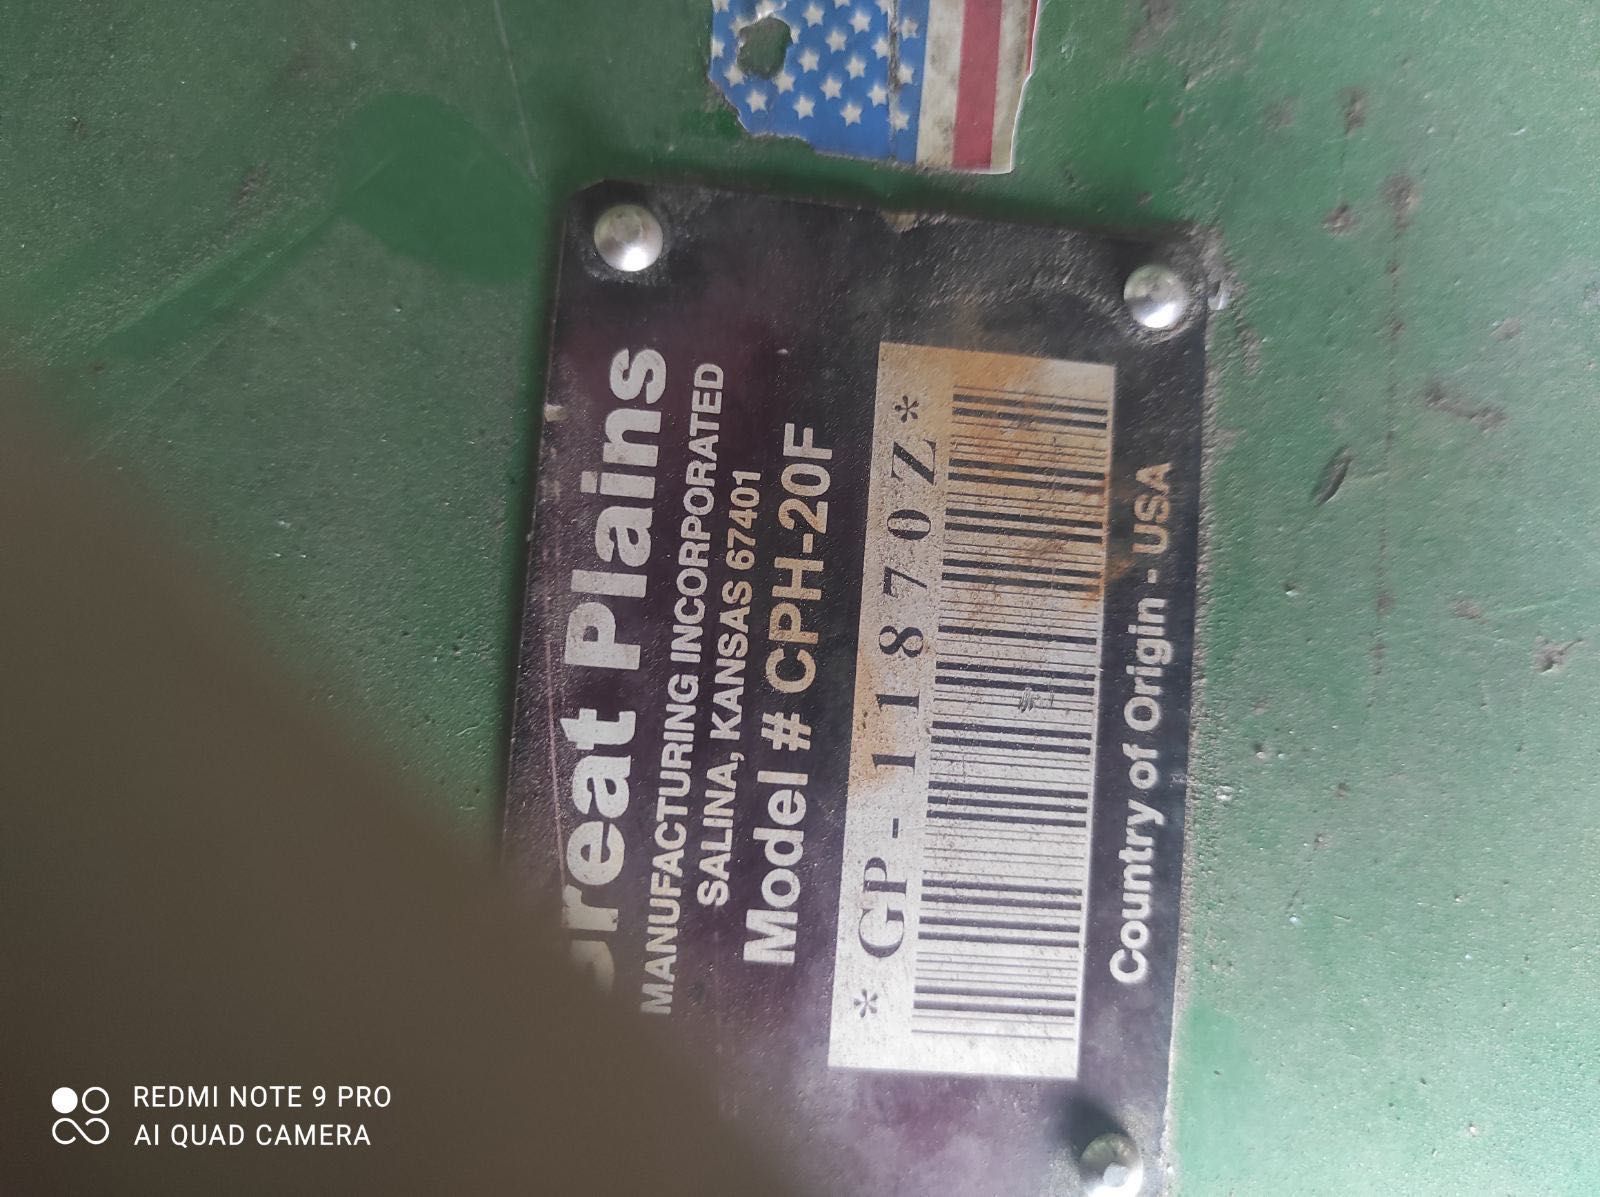 Great Plains
MANUFACTURING INCORPORATED
SALINA, KANSAS 67401
Model # CPH-20F
*GP-11870Z*
Country of Origin - USA
REDMI NOTE 9 PRO
AI QUAD CAMERA